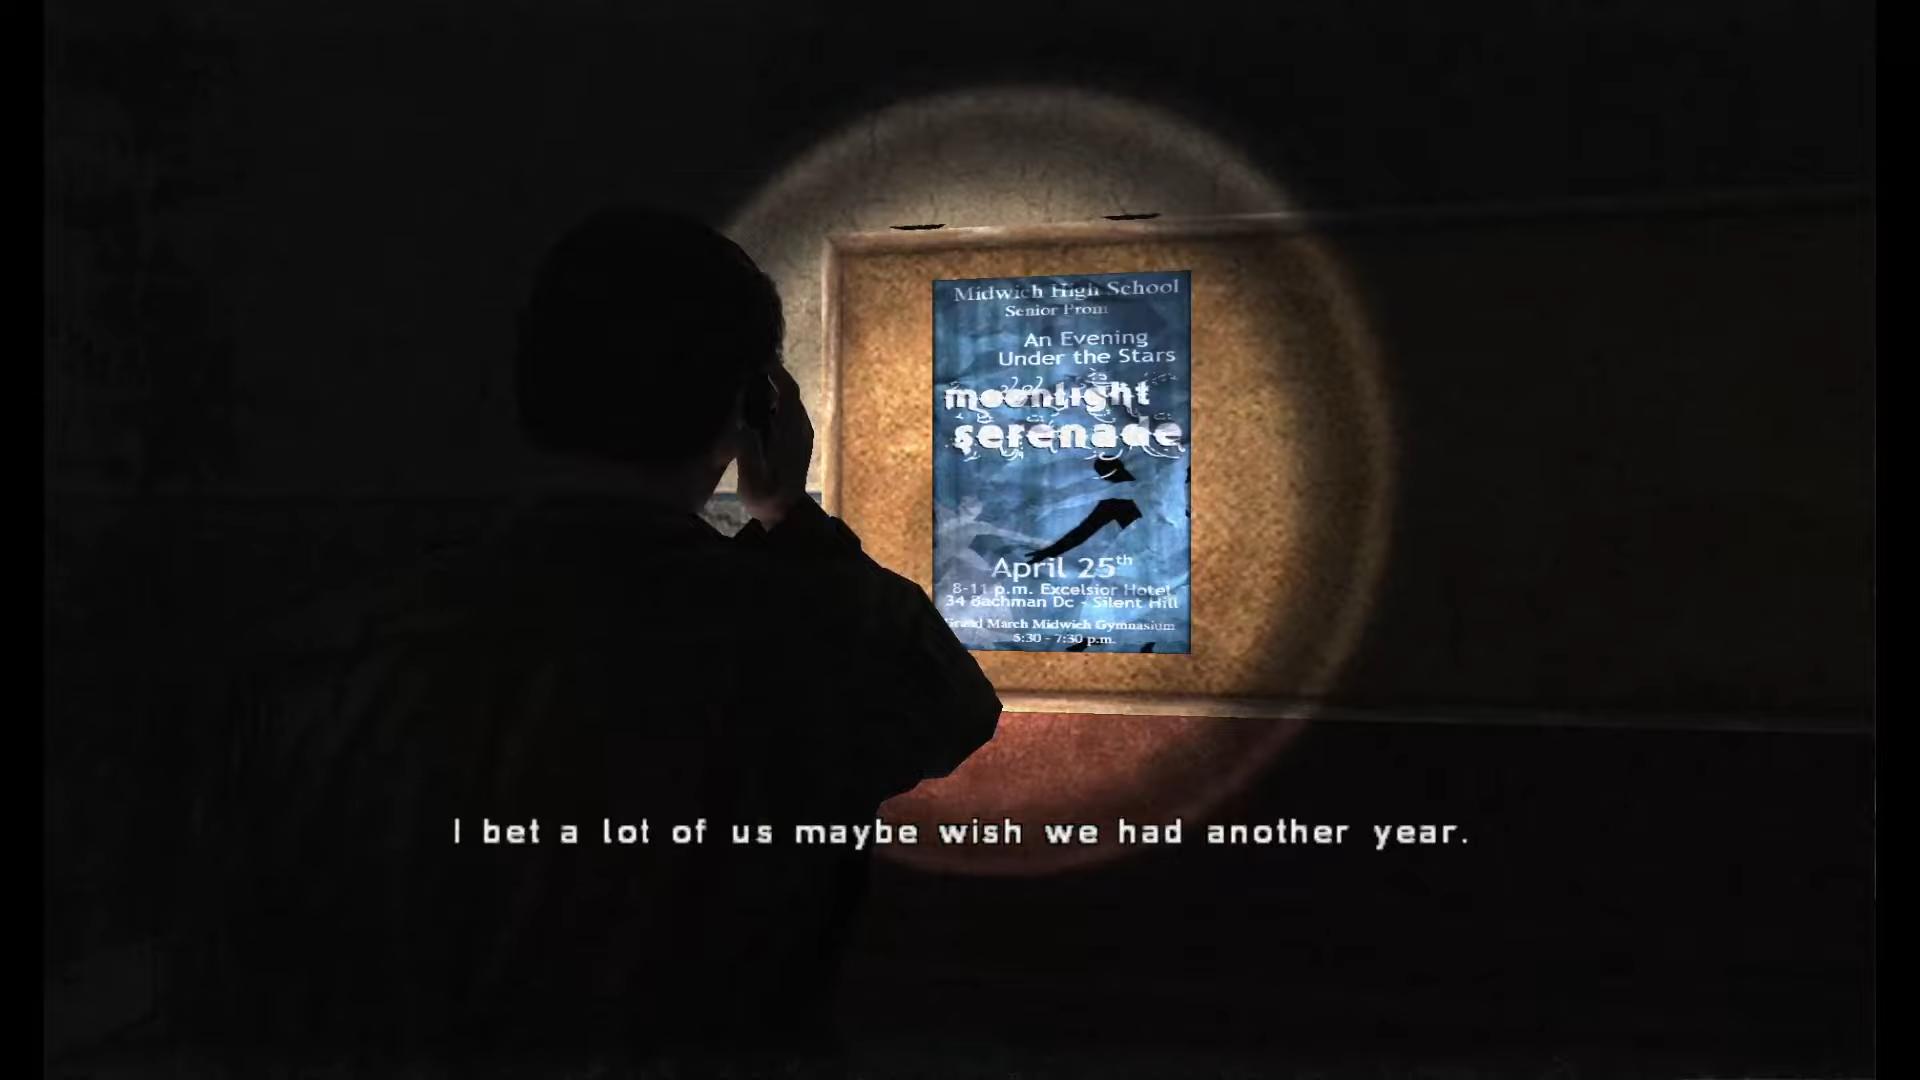 Midwich High School
Senior Prom
An Evening
Under the Stars
moonlight
serenade
April 25th
8-11 p.m. Excelsior Hotel
34 Bachman Dc - Silent Hill
Grand March Midwich Gymnasium
5:30 - 7:30 p.m.
I bet a lot of us maybe wish we had another year.